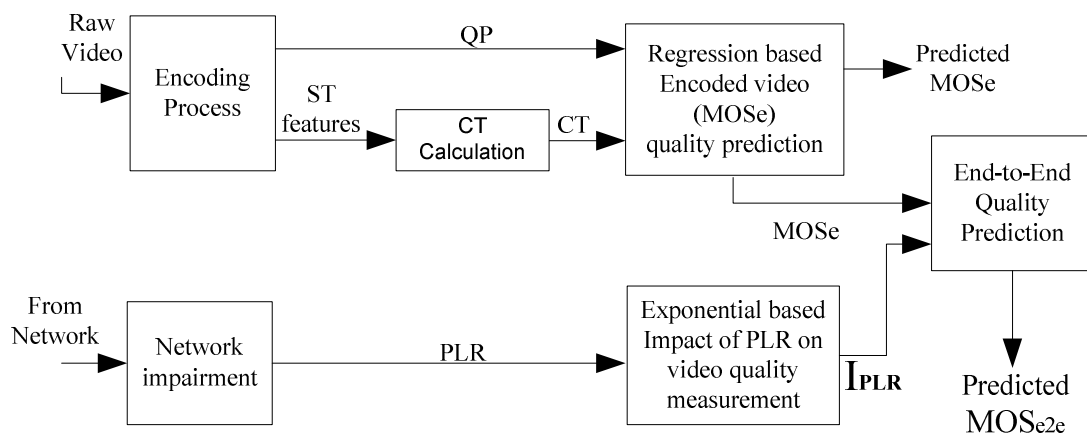 Raw
Video
Encoding
Process
QP
ST
features
CT
Calculation
CT
Regression based
Encoded video
(MOSe)
quality prediction
Predicted
MOSe
MOSe
End-to-End
Quality
Prediction
From
Network
Network
impairment
PLR
Exponential based
Impact of PLR on
video quality
measurement
IPLR
Predicted
MOSe2e